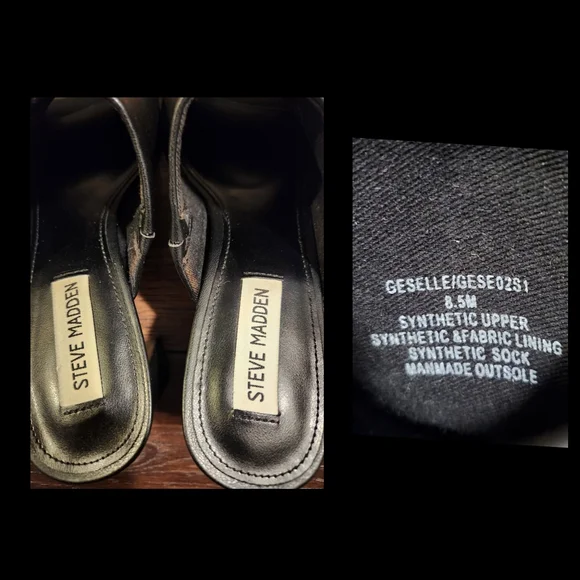 STEVE MADDEN
STEVE MADDEN
GESELLE/GESE02S1
8.5M
SYNTHETIC UPPER
SYNTHETIC &FABRIC LINING
SYNTHETIC SOCK
MANMADE OUTSOLE